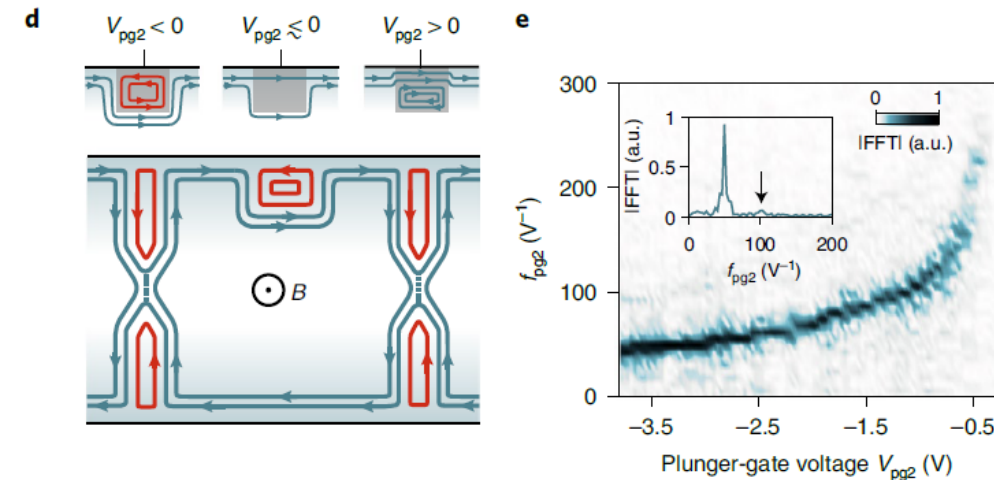 d
V_pg2 < 0
V_pg2 ≲ 0
V_pg2 > 0
B
e
300
200
100
0
f_pg2 (V⁻¹)
0 1
|FFT| (a.u.)
1
0.5
0
|FFT| (a.u.)
0 100 200
f_pg2 (V⁻¹)
−3.5 −2.5 −1.5 −0.5
Plunger-gate voltage V_pg2 (V)